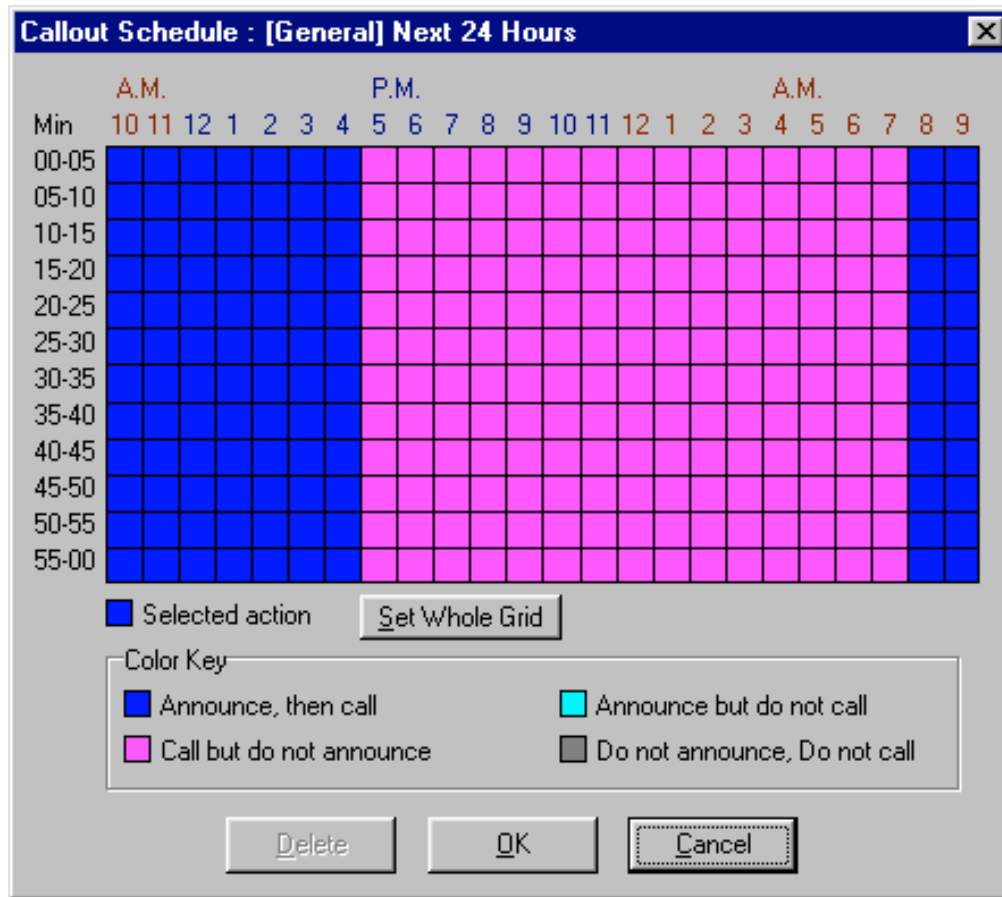 Callout Schedule : [General] Next 24 Hours
A.M. P.M. A.M.
Min 10 11 12 1 2 3 4 5 6 7 8 9 10 11 12 1 2 3 4 5 6 7 8 9
00-05
05-10
10-15
15-20
20-25
25-30
30-35
35-40
40-45
45-50
50-55
55-00
Selected action Set Whole Grid
Color Key
Announce, then call Announce but do not call
Call but do not announce Do not announce, Do not call
Delete OK Cancel